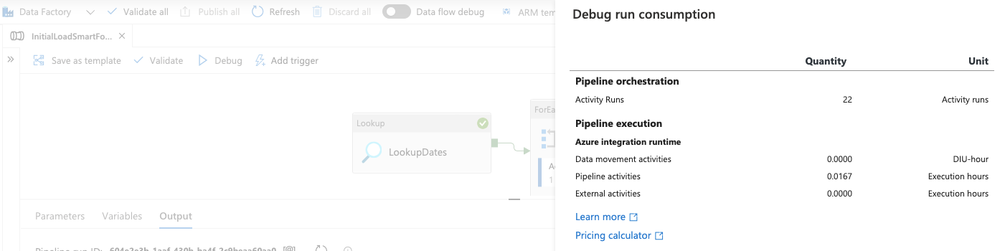 Data Factory Validate all Publish all Refresh Discard all Data flow debug ARM tem
InitialLoadSmartFo...
Save as template Validate Debug Add trigger
Lookup
LookupDates
ForEa
1
Parameters Variables Output
Pipeline run ID:
Debug run consumption
Quantity Unit
Pipeline orchestration
Activity Runs 22 Activity runs
Pipeline execution
Azure integration runtime
Data movement activities 0.0000 DIU-hour
Pipeline activities 0.0167 Execution hours
External activities 0.0000 Execution hours
Learn more
Pricing calculator